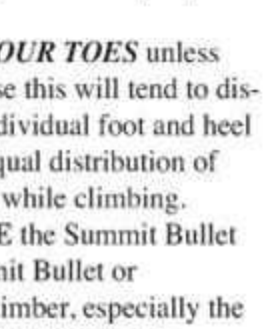 OUR TOES unless
se this will tend to dis-
dividual foot and heel
qual distribution of
while climbing.
E the Summit Bullet
nit Bullet or
imber, especially the